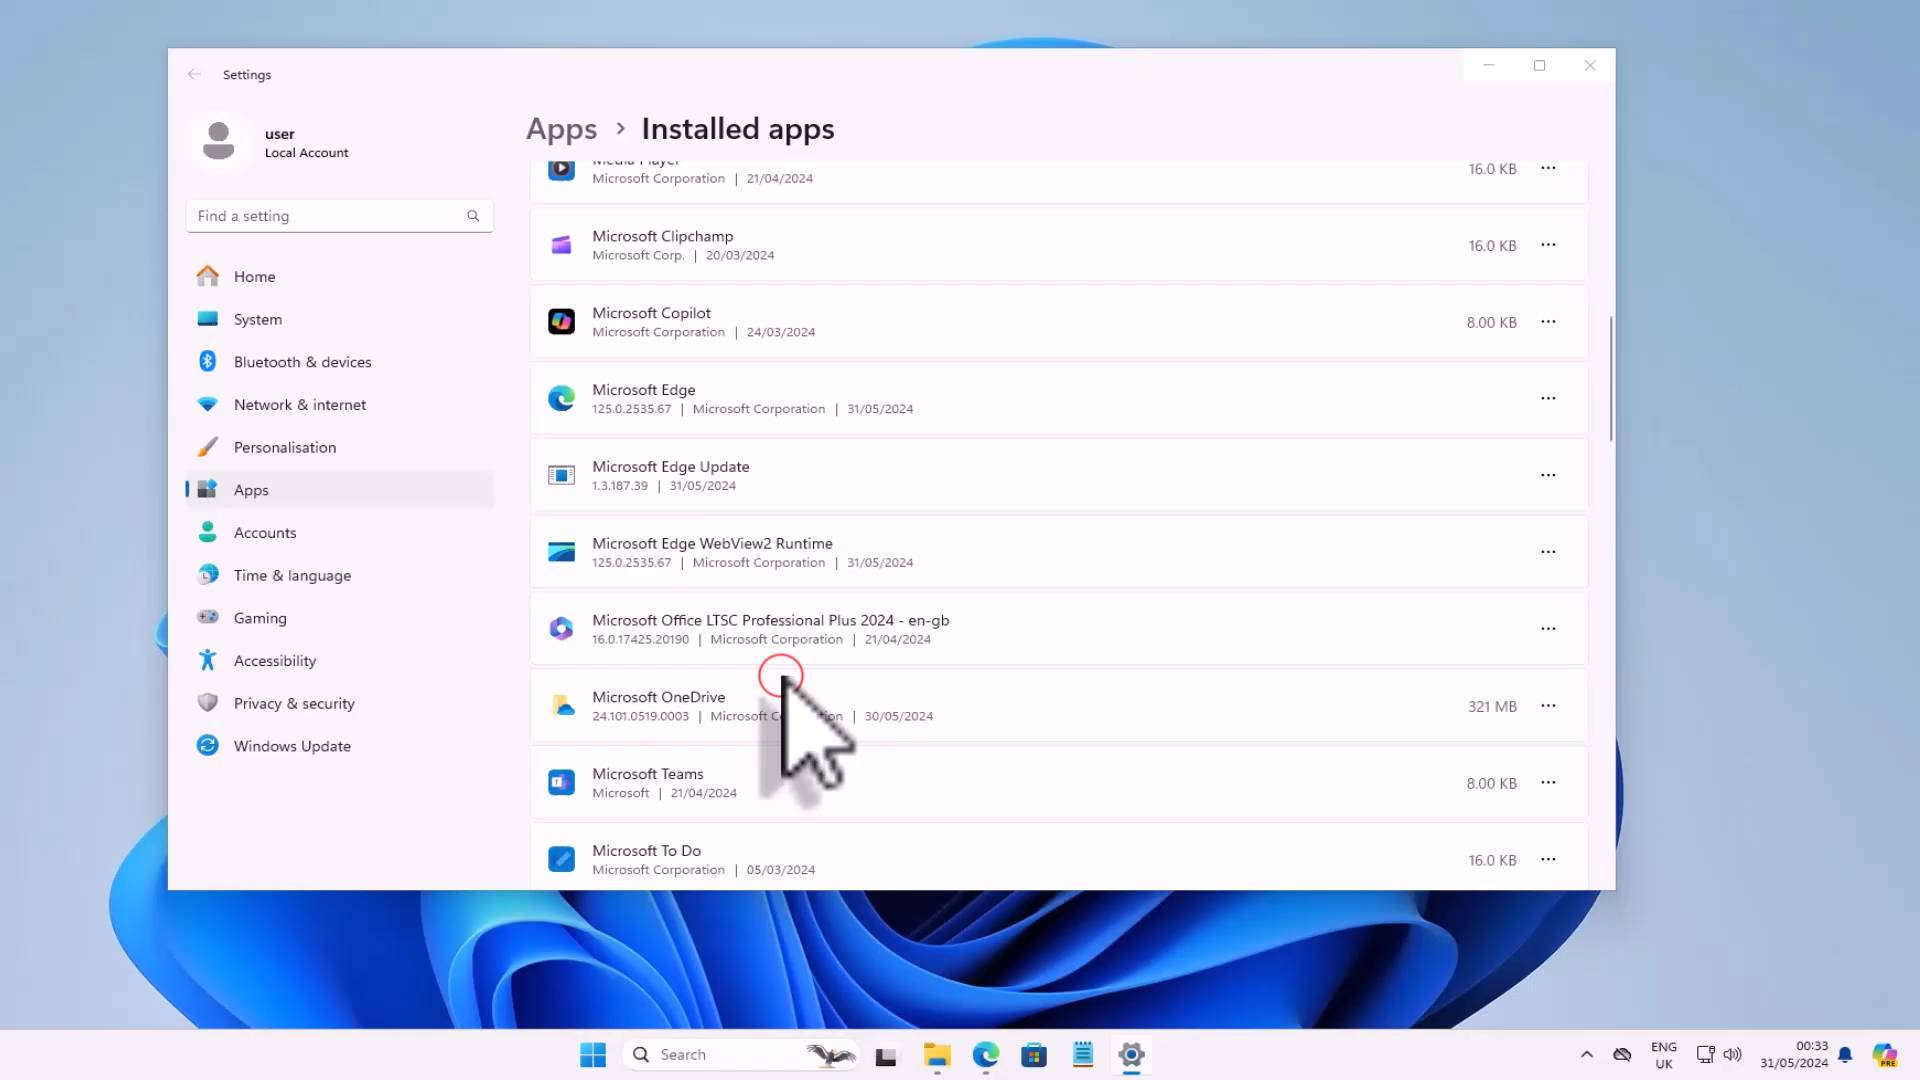 Settings
user
Local Account
Find a setting
Home
System
Bluetooth & devices
Network & internet
Personalisation
Apps
Accounts
Time & language
Gaming
Accessibility
Privacy & security
Windows Update
Apps > Installed apps
Media Player
Microsoft Corporation | 21/04/2024
16.0 KB
Microsoft Clipchamp
Microsoft Corp. | 20/03/2024
16.0 KB
Microsoft Copilot
Microsoft Corporation | 24/03/2024
8.00 KB
Microsoft Edge
125.0.2535.67 | Microsoft Corporation | 31/05/2024
Microsoft Edge Update
1.3.187.39 | 31/05/2024
Microsoft Edge WebView2 Runtime
125.0.2535.67 | Microsoft Corporation | 31/05/2024
Microsoft Office LTSC Professional Plus 2024 - en-gb
16.0.17425.20190 | Microsoft Corporation | 21/04/2024
Microsoft OneDrive
24.101.0519.0003 | Microsoft Corporation | 30/05/2024
321 MB
Microsoft Teams
Microsoft | 21/04/2024
8.00 KB
Microsoft To Do
Microsoft Corporation | 05/03/2024
16.0 KB
Search
ENG
UK
00:33
31/05/2024
PRE